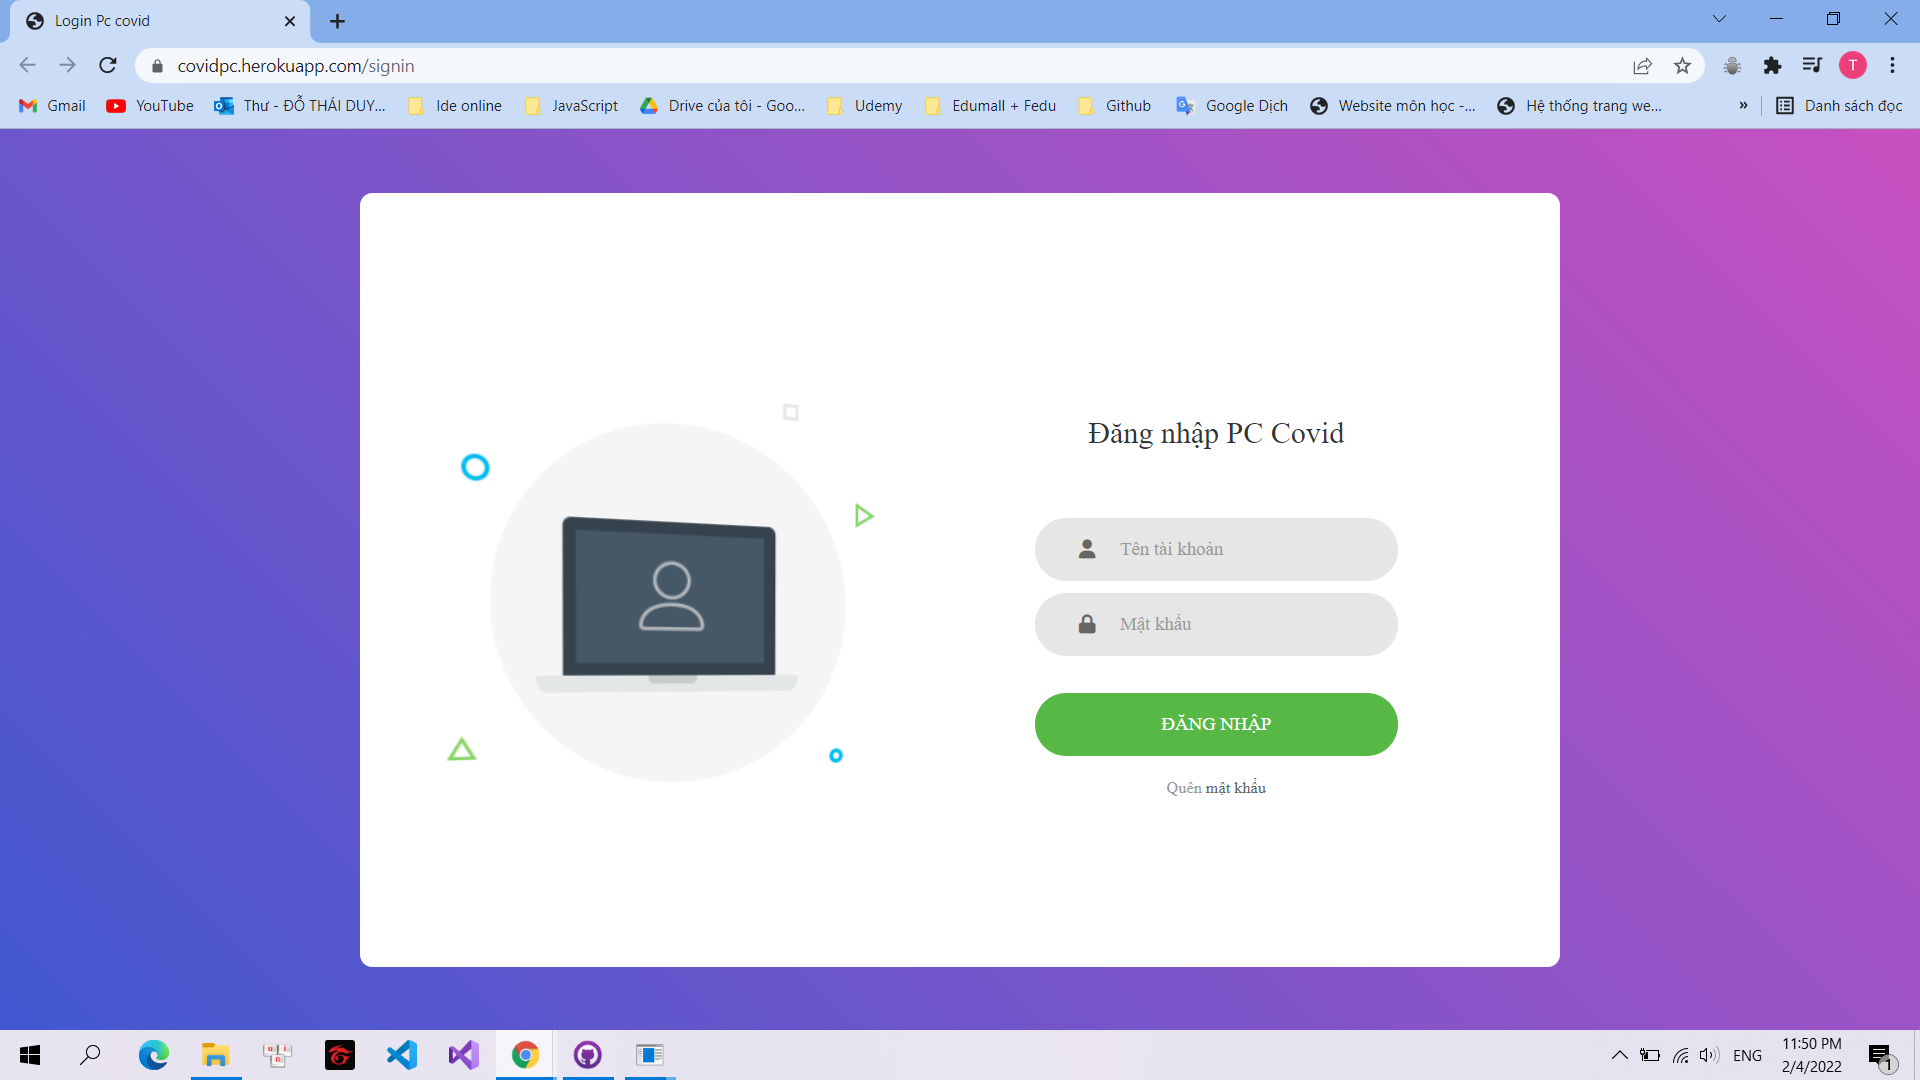 Login Pc covid
covidpc.herokuapp.com/signin
T
Gmail
YouTube
Thư - ĐỖ THÁI DUY...
Ide online
JavaScript
Drive của tôi - Goo...
Udemy
Edumall + Fedu
Github
Google Dịch
Website môn học -...
Hệ thống trang we...
»
Danh sách đọc
Đăng nhập PC Covid
Tên tài khoản
Mật khẩu
ĐĂNG NHẬP
Quên mật khẩu
ENG
11:50 PM
2/4/2022
1